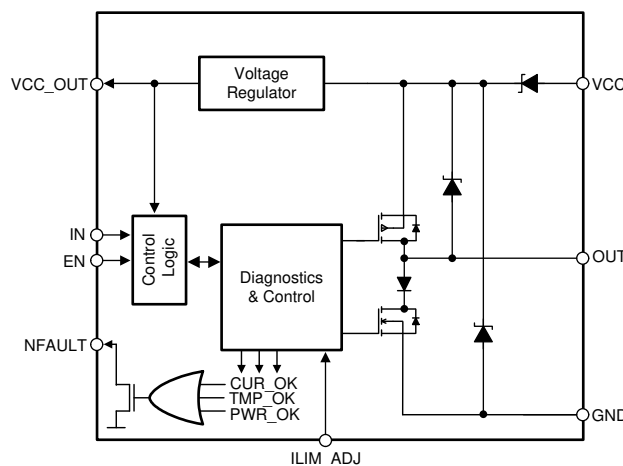 VCC_OUT
Voltage
Regulator
VCC
IN
EN
Control
Logic
Diagnostics
& Control
OUT
NFAULT
CUR_OK
TMP_OK
PWR_OK
GND
ILIM_ADJ